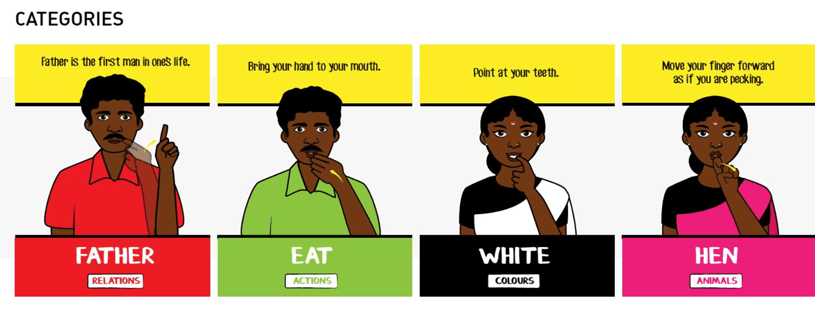 CATEGORIES
Father is the first man in one's life.
Bring your hand to your mouth.
Point at your teeth.
Move your finger forward
as if you are pecking.
FATHER
RELATIONS
EAT
ACTIONS
WHITE
COLOURS
HEN
ANIMALS